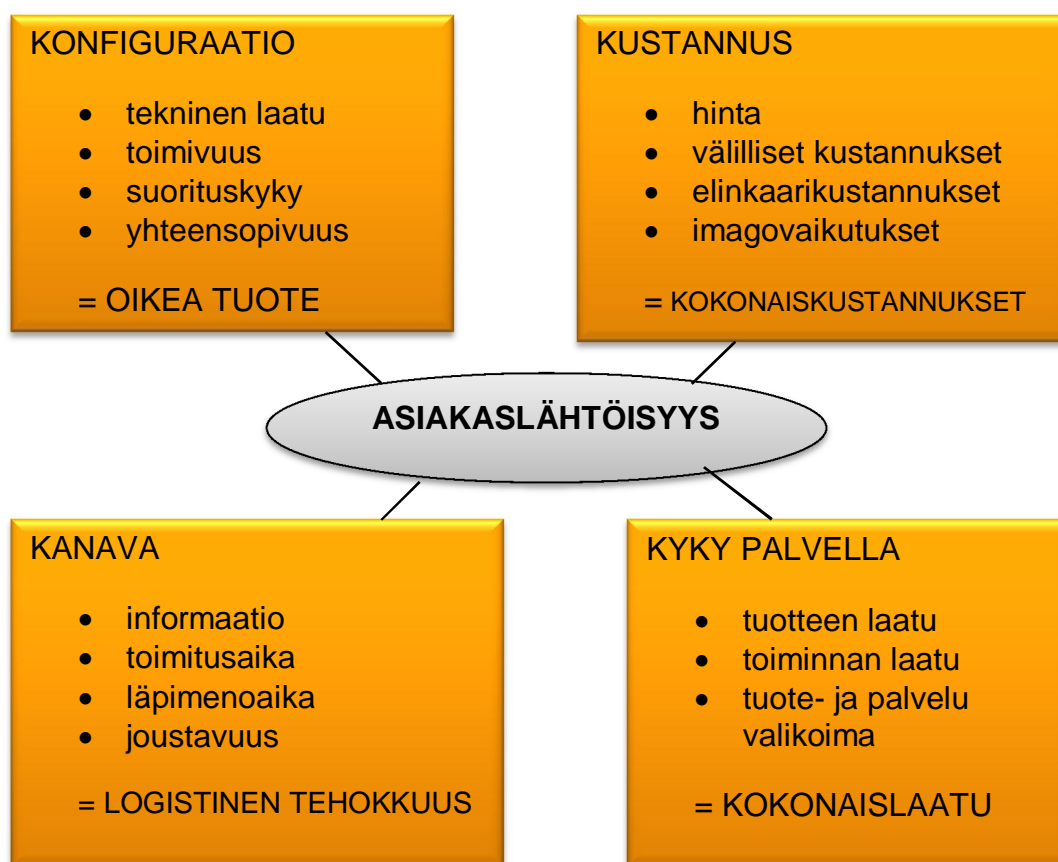 KONFIGURAATIO
• tekninen laatu
• toimivuus
• suorituskyky
• yhteensopivuus
= OIKEA TUOTE
KUSTANNUS
• hinta
• välilliset kustannukset
• elinkaarikustannukset
• imagovaikutukset
= KOKONAISKUSTANNUKSET
ASIAKASLÄHTÖISYYS
KANAVA
• informaatio
• toimitusaika
• läpimenoaika
• joustavuus
= LOGISTINEN TEHOKKUUS
KYKY PALVELLA
• tuotteen laatu
• toiminnan laatu
• tuote- ja palvelu
valikoima
= KOKONAISLAATU